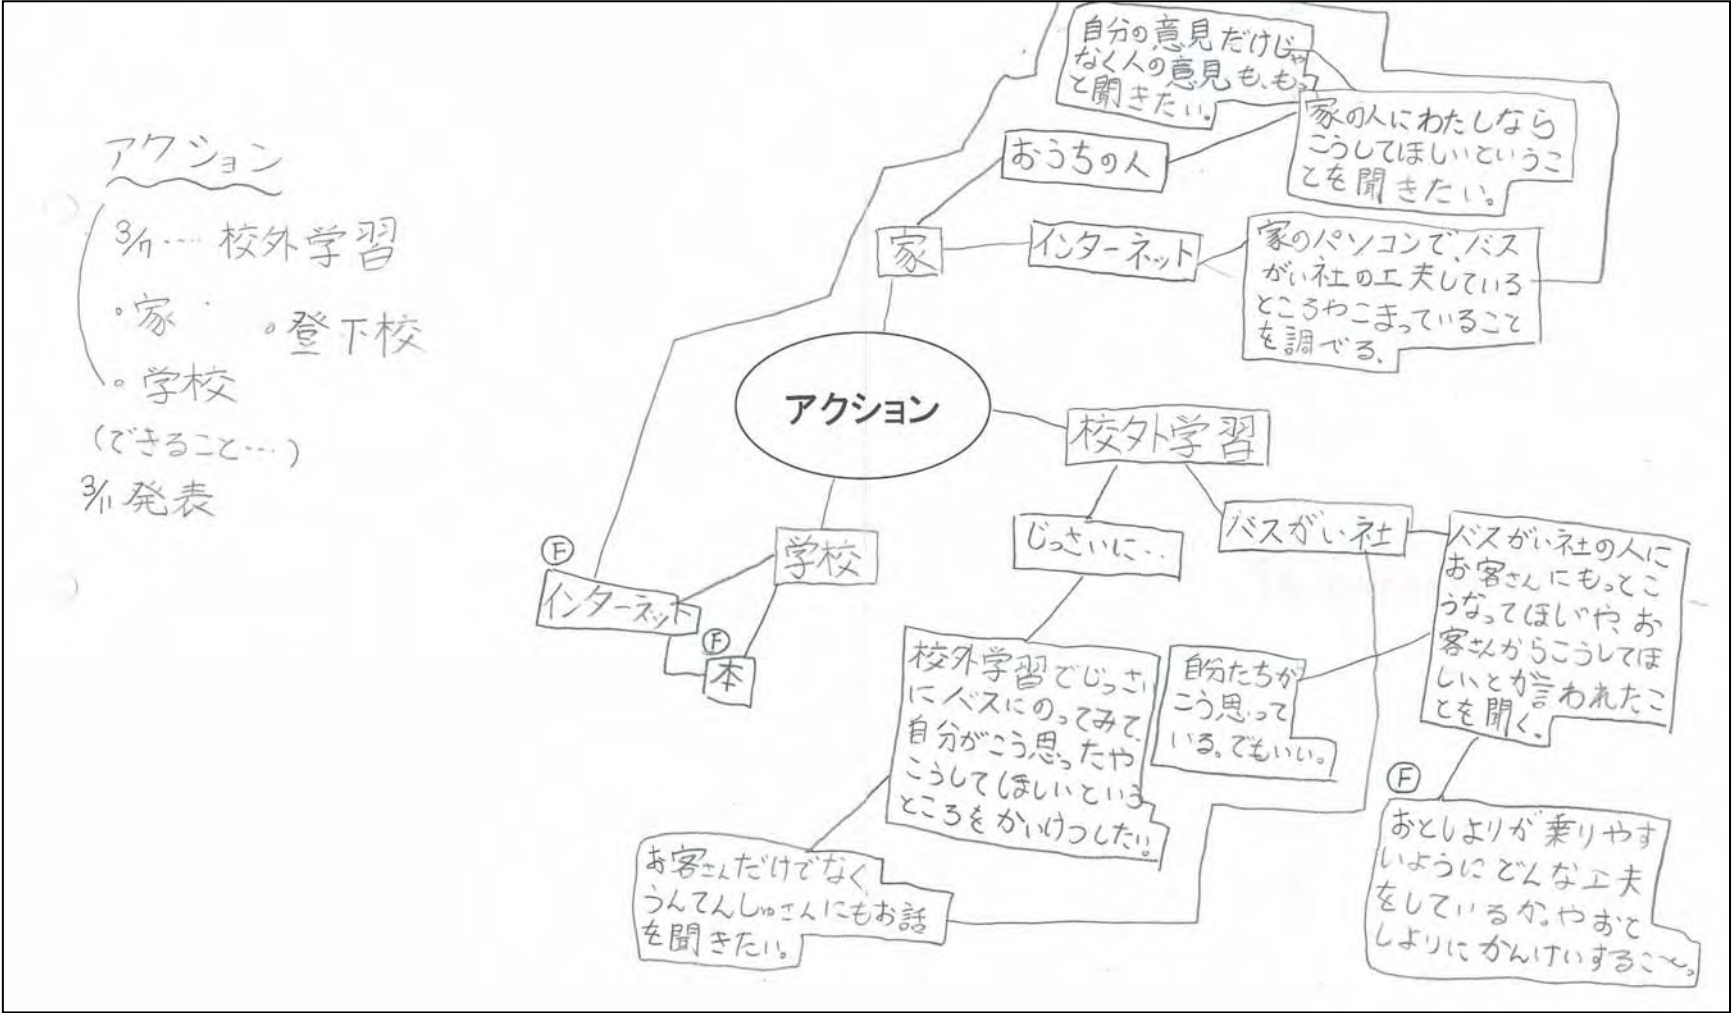 アクション
3/7…. 校外学習
・家
・登下校
・学校
(できること…)
3/11 発表
自分の意見だけじゃ
なく人の意見も、もっ
と聞きたい。
家の人にわたしなら
こうしてほしいというこ
とを聞きたい。
おうちの人
家
インターネット
家のパソコンで、バス
がい社の工夫している
ところやこまっていること
を調べる、
アクション
校外学習
じっさいに‥
バスがい社
学校
Ⓕ
インターネット
Ⓕ
本
バスがい社の人に
お客さんにもっとこ
うなってほしいや、お
客さんからこうしてほ
しいとか言われたこ
とを聞く。
校外学習でじっさい
にバスにのってみて、
自分がこう思ったや
こうしてほしいという
ところをかいけつしたい。
自分たちが
こう思って
いる。でもいい。
Ⓕ
おとしよりが乗りやす
いようにどんな工夫
をしているか。やおと
しよりにかんけいすること。
お客さんだけでなく、
うんてんしゅさんにもお話
を聞きたい。